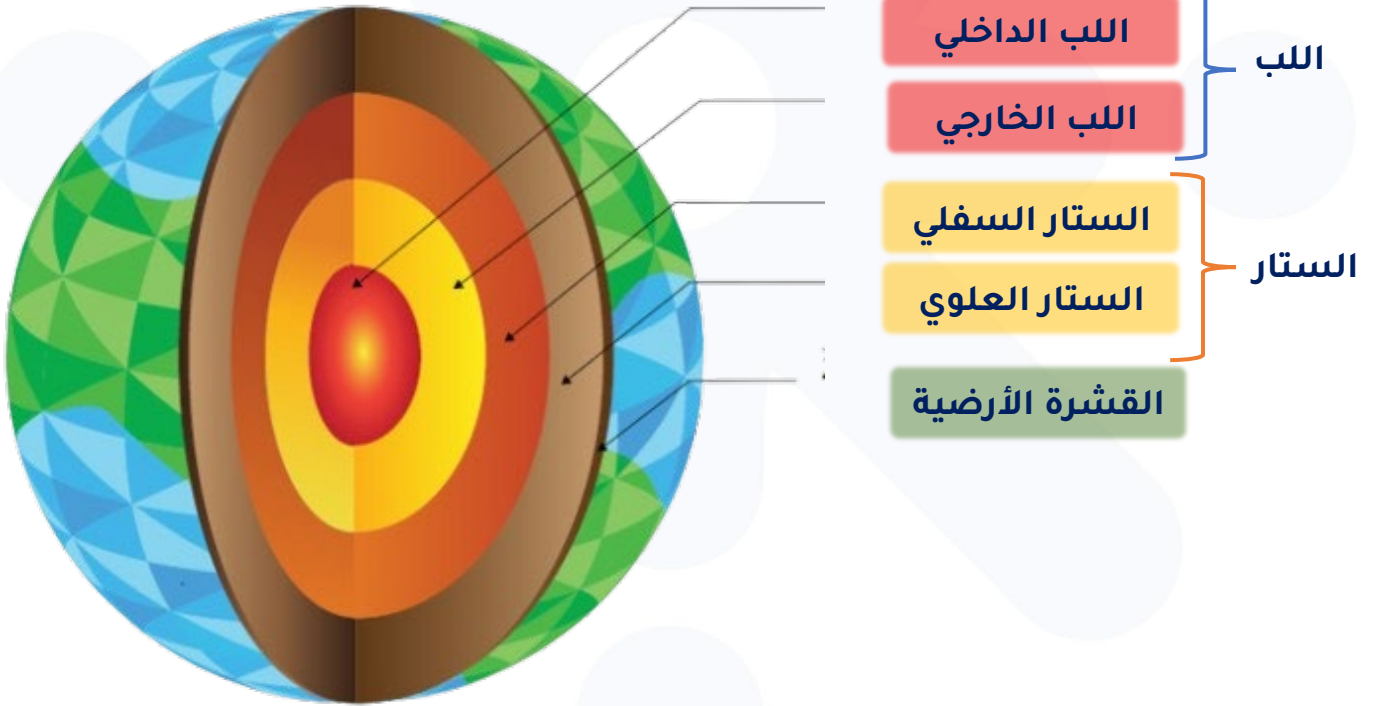 اللب الداخلي
اللب
اللب الخارجي
الستار السفلي
الستار
الستار العلوي
القشرة الأرضية